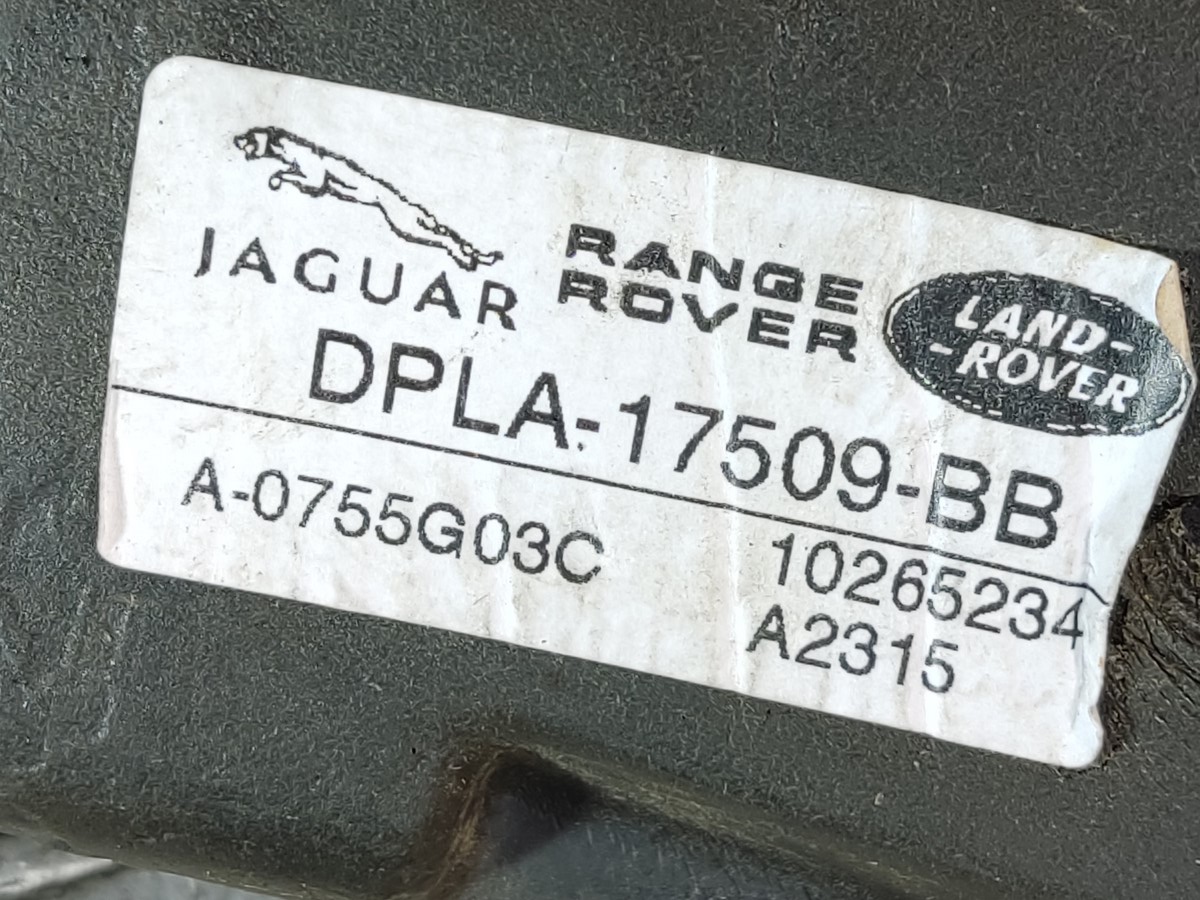 JAGUAR
RANGE
ROVER
LAND-
-ROVER
DPLA-17509-BB
A-0755G03C
10265234
A2315